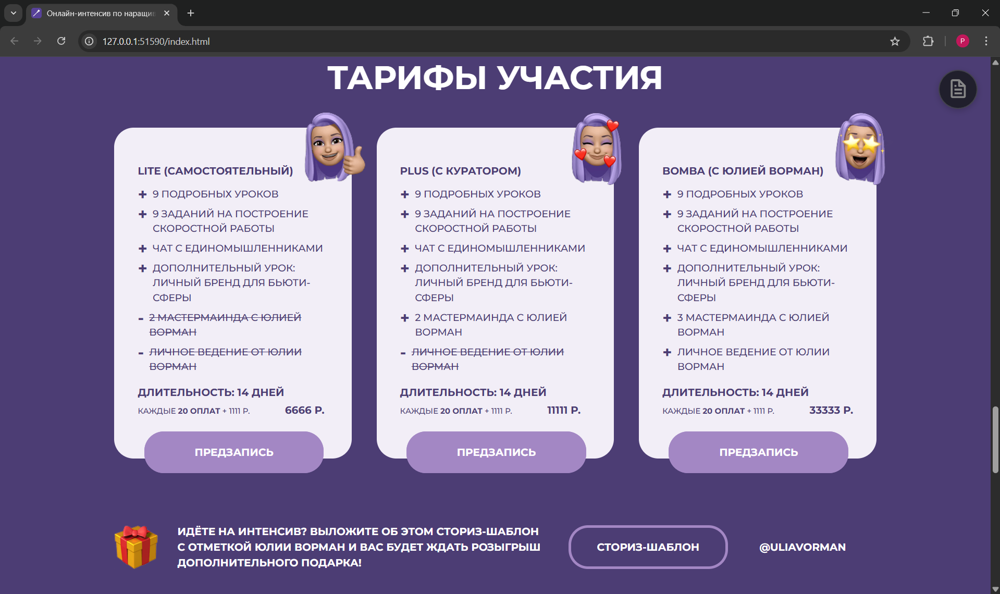 Онлайн-интенсив по наращив
127.0.0.1:51590/index.html
P
ТАРИФЫ УЧАСТИЯ
LITE (САМОСТОЯТЕЛЬНЫЙ)
+ 9 ПОДРОБНЫХ УРОКОВ
+ 9 ЗАДАНИЙ НА ПОСТРОЕНИЕ
СКОРОСТНОЙ РАБОТЫ
+ ЧАТ С ЕДИНОМЫШЛЕННИКАМИ
+ ДОПОЛНИТЕЛЬНЫЙ УРОК:
ЛИЧНЫЙ БРЕНД ДЛЯ БЬЮТИ-
СФЕРЫ
- 2 МАСТЕРМАИНДА С ЮЛИЕЙ
ВОРМАН
- ЛИЧНОЕ ВЕДЕНИЕ ОТ ЮЛИИ
ВОРМАН
ДЛИТЕЛЬНОСТЬ: 14 ДНЕЙ
КАЖДЫЕ 20 ОПЛАТ + 1111 Р. 6666 Р.
ПРЕДЗАПИСЬ
PLUS (С КУРАТОРОМ)
+ 9 ПОДРОБНЫХ УРОКОВ
+ 9 ЗАДАНИЙ НА ПОСТРОЕНИЕ
СКОРОСТНОЙ РАБОТЫ
+ ЧАТ С ЕДИНОМЫШЛЕННИКАМИ
+ ДОПОЛНИТЕЛЬНЫЙ УРОК:
ЛИЧНЫЙ БРЕНД ДЛЯ БЬЮТИ-
СФЕРЫ
+ 2 МАСТЕРМАИНДА С ЮЛИЕЙ
ВОРМАН
- ЛИЧНОЕ ВЕДЕНИЕ ОТ ЮЛИИ
ВОРМАН
ДЛИТЕЛЬНОСТЬ: 14 ДНЕЙ
КАЖДЫЕ 20 ОПЛАТ + 1111 Р. 11111 Р.
ПРЕДЗАПИСЬ
BOMBA (С ЮЛИЕЙ ВОРМАН)
+ 9 ПОДРОБНЫХ УРОКОВ
+ 9 ЗАДАНИЙ НА ПОСТРОЕНИЕ
СКОРОСТНОЙ РАБОТЫ
+ ЧАТ С ЕДИНОМЫШЛЕННИКАМИ
+ ДОПОЛНИТЕЛЬНЫЙ УРОК:
ЛИЧНЫЙ БРЕНД ДЛЯ БЬЮТИ-
СФЕРЫ
+ 3 МАСТЕРМАИНДА С ЮЛИЕЙ
ВОРМАН
+ ЛИЧНОЕ ВЕДЕНИЕ ОТ ЮЛИИ
ВОРМАН
ДЛИТЕЛЬНОСТЬ: 14 ДНЕЙ
КАЖДЫЕ 20 ОПЛАТ + 1111 Р. 33333 Р.
ПРЕДЗАПИСЬ
ИДЁТЕ НА ИНТЕНСИВ? ВЫЛОЖИТЕ ОБ ЭТОМ СТОРИЗ-ШАБЛОН
С ОТМЕТКОЙ ЮЛИИ ВОРМАН И ВАС БУДЕТ ЖДАТЬ РОЗЫГРЫШ
ДОПОЛНИТЕЛЬНОГО ПОДАРКА!
СТОРИЗ-ШАБЛОН
@ULIAVORMAN